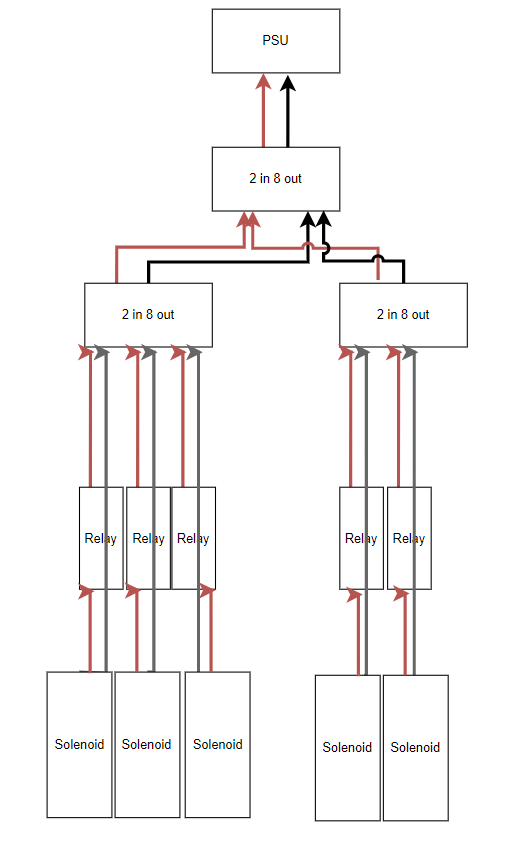 PSU
2 in 8 out
2 in 8 out
2 in 8 out
Relay
Relay
Relay
Relay
Relay
Solenoid
Solenoid
Solenoid
Solenoid
Solenoid